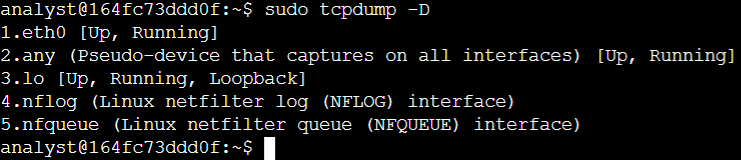 analyst@164fc73ddd0f:~$ sudo tcpdump -D
1.eth0 [Up, Running]
2.any (Pseudo-device that captures on all interfaces) [Up, Running]
3.lo [Up, Running, Loopback]
4.nflog (Linux netfilter log (NFLOG) interface)
5.nfqueue (Linux netfilter queue (NFQUEUE) interface)
analyst@164fc73ddd0f:~$